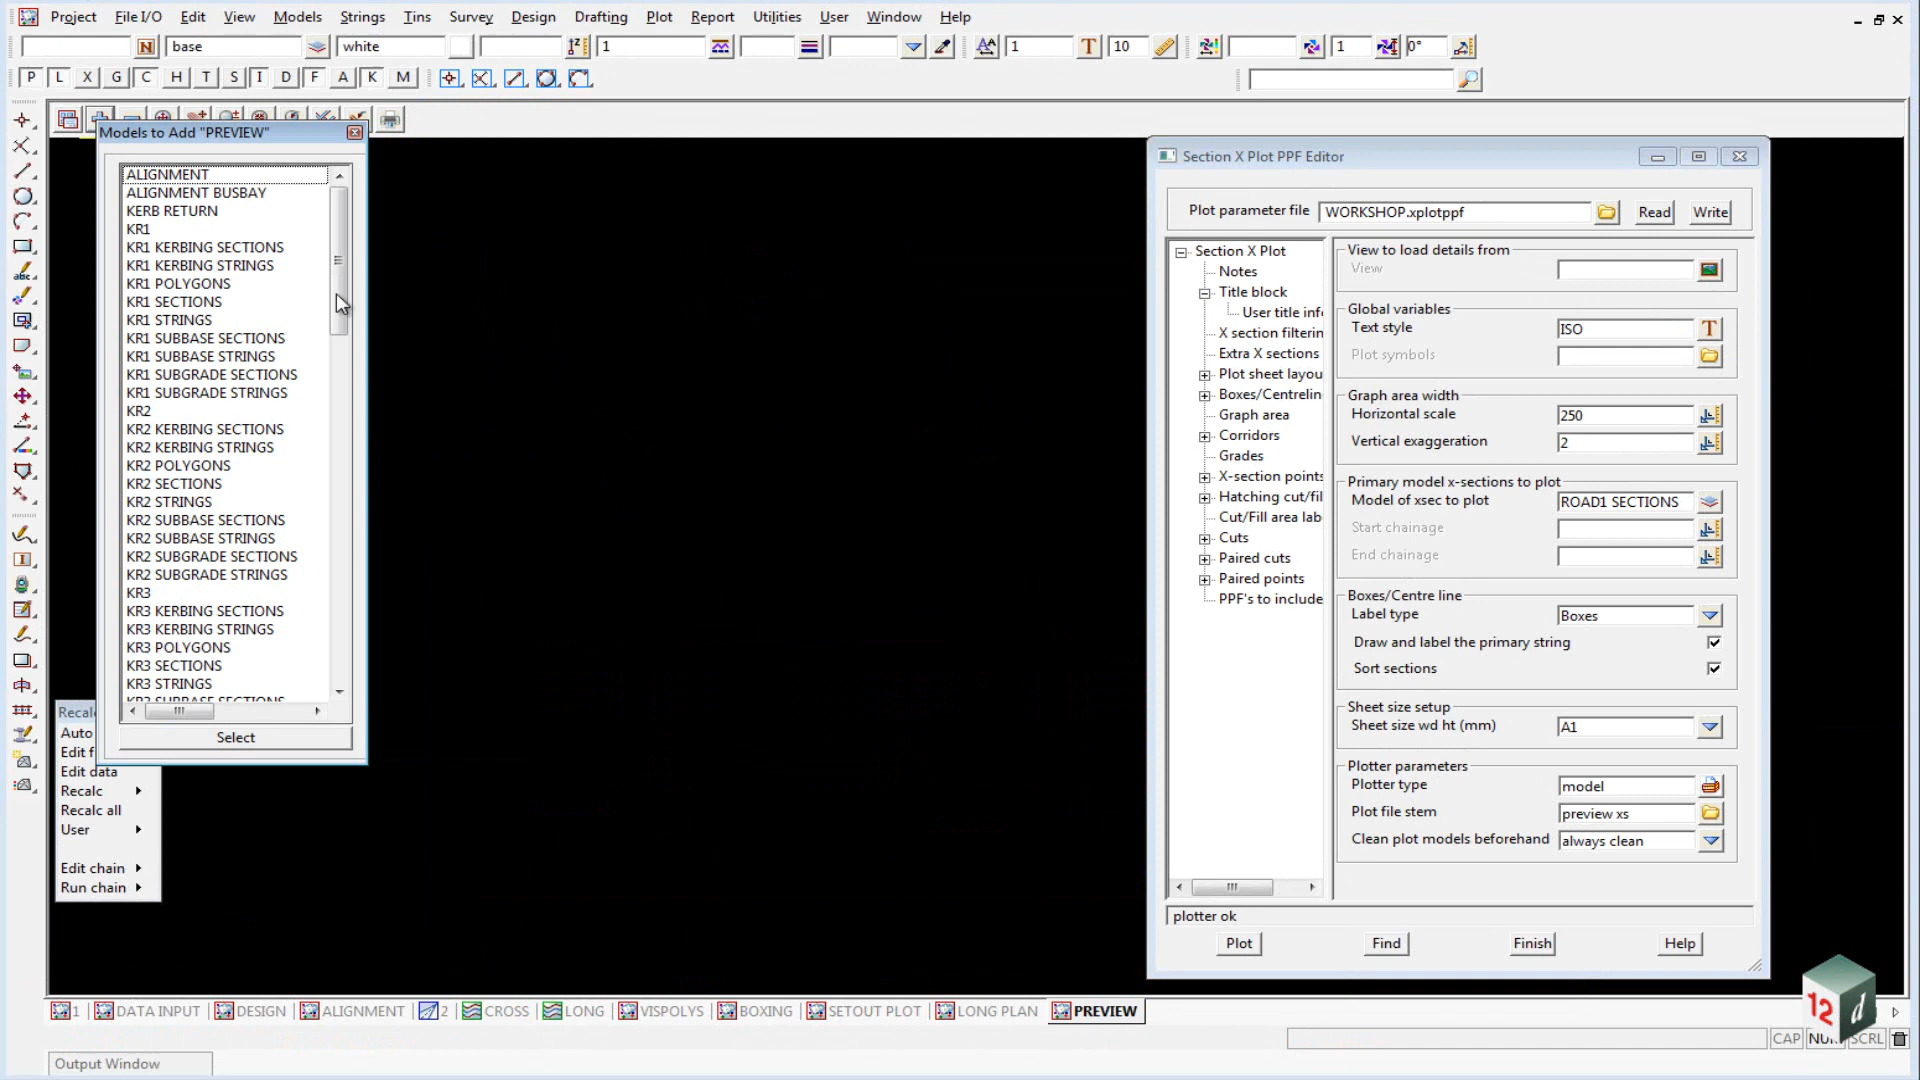 Project File I/O Edit View Models Strings Tins Survey Design Drafting Plot Report Utilities User Window Help
N base white 1 T 1 10 1 0°
P L X G C H T S I D F A K M
Models to Add "PREVIEW"
ALIGNMENT
ALIGNMENT BUSBAY
KERB RETURN
KR1
KR1 KERBING SECTIONS
KR1 KERBING STRINGS
KR1 POLYGONS
KR1 SECTIONS
KR1 STRINGS
KR1 SUBBASE SECTIONS
KR1 SUBBASE STRINGS
KR1 SUBGRADE SECTIONS
KR1 SUBGRADE STRINGS
KR2
KR2 KERBING SECTIONS
KR2 KERBING STRINGS
KR2 POLYGONS
KR2 SECTIONS
KR2 STRINGS
KR2 SUBBASE SECTIONS
KR2 SUBBASE STRINGS
KR2 SUBGRADE SECTIONS
KR2 SUBGRADE STRINGS
KR3
KR3 KERBING SECTIONS
KR3 KERBING STRINGS
KR3 POLYGONS
KR3 SECTIONS
KR3 STRINGS
KR3 SUBBASE SECTIONS
Select
Recalc
Auto
Edit f
Edit data
Recalc
Recalc all
User
Edit chain
Run chain
Section X Plot PPF Editor
Plot parameter file WORKSHOP.xplotppf Read Write
Section X Plot
Notes
Title block
User title info
X section filterin
Extra X sections
Plot sheet layou
Boxes/Centrelin
Graph area
Corridors
Grades
X-section points
Hatching cut/fil
Cut/Fill area lab
Cuts
Paired cuts
Paired points
PPF's to include
View to load details from
View
Global variables
Text style ISO T
Plot symbols
Graph area width
Horizontal scale 250
Vertical exaggeration 2
Primary model x-sections to plot
Model of xsec to plot ROAD1 SECTIONS
Start chainage
End chainage
Boxes/Centre line
Label type Boxes
Draw and label the primary string
Sort sections
Sheet size setup
Sheet size wd ht (mm) A1
Plotter parameters
Plotter type model
Plot file stem preview xs
Clean plot models beforehand always clean
plotter ok
Plot Find Finish Help
1 DATA INPUT DESIGN ALIGNMENT 2 CROSS LONG VISPOLYS BOXING SETOUT PLOT LONG PLAN PREVIEW
12 d
CAP NUM SCRL
Output Window